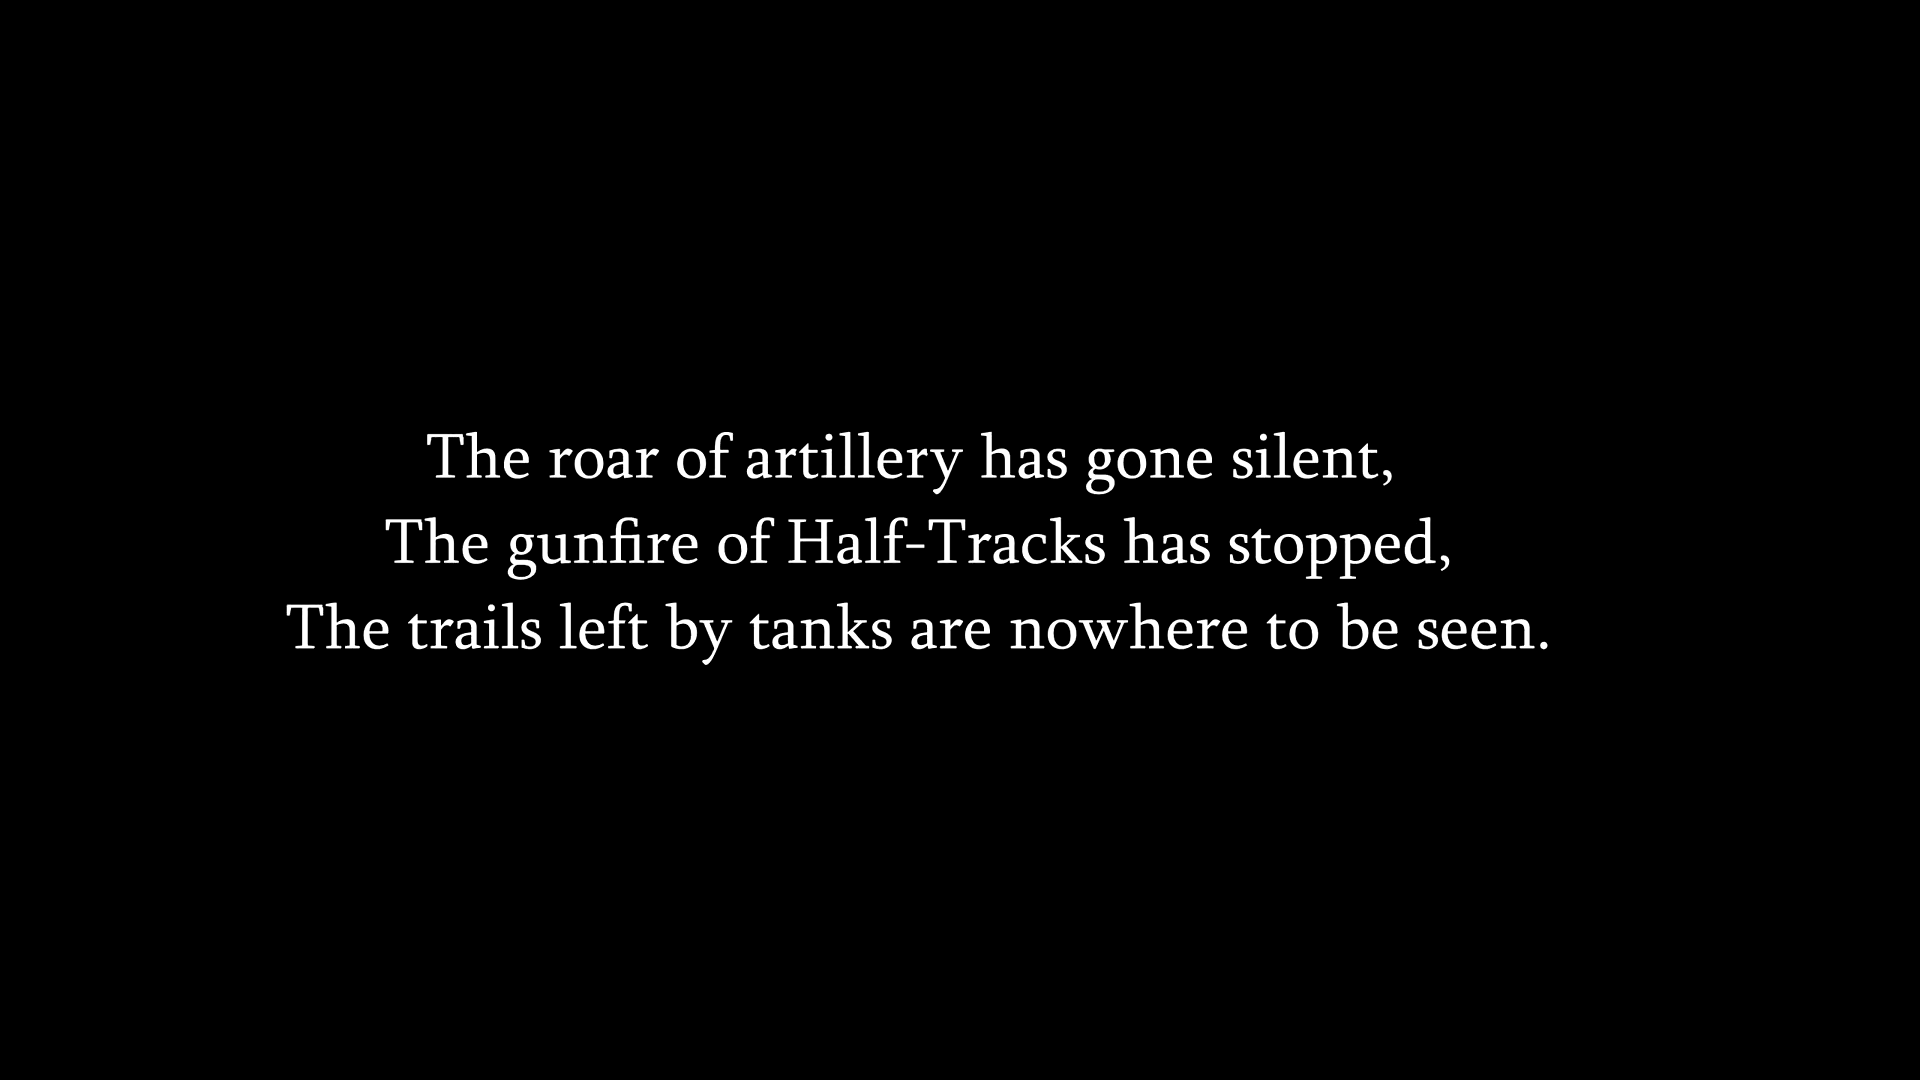 The roar of artillery has gone silent,
The gunfire of Half-Tracks has stopped,
The trails left by tanks are nowhere to be seen.